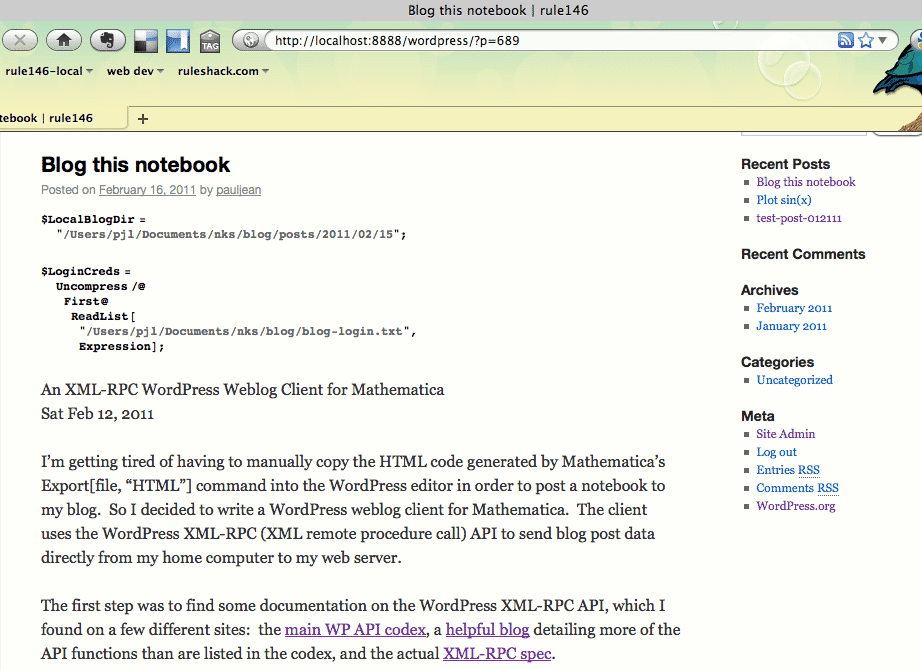 Blog this notebook | rule146
TAG
http://localhost:8888/wordpress/?p=689
rule146-local
web dev
ruleshack.com
tebook | rule146
+
Blog this notebook
Posted on February 16, 2011 by pauljean
$LocalBlogDir =
"/Users/pjl/Documents/nks/blog/posts/2011/02/15";
$LoginCreds =
Uncompress /@
First@
ReadList[
"/Users/pjl/Documents/nks/blog/blog-login.txt",
Expression];
An XML-RPC WordPress Weblog Client for Mathematica
Sat Feb 12, 2011
I’m getting tired of having to manually copy the HTML code generated by Mathematica’s
Export[file, “HTML”] command into the WordPress editor in order to post a notebook to
my blog.  So I decided to write a WordPress weblog client for Mathematica.  The client
uses the WordPress XML-RPC (XML remote procedure call) API to send blog post data
directly from my home computer to my web server.
The first step was to find some documentation on the WordPress XML-RPC API, which I
found on a few different sites:  the main WP API codex, a helpful blog detailing more of the
API functions than are listed in the codex, and the actual XML-RPC spec.
Recent Posts
Blog this notebook
Plot sin(x)
test-post-012111
Recent Comments
Archives
February 2011
January 2011
Categories
Uncategorized
Meta
Site Admin
Log out
Entries RSS
Comments RSS
WordPress.org